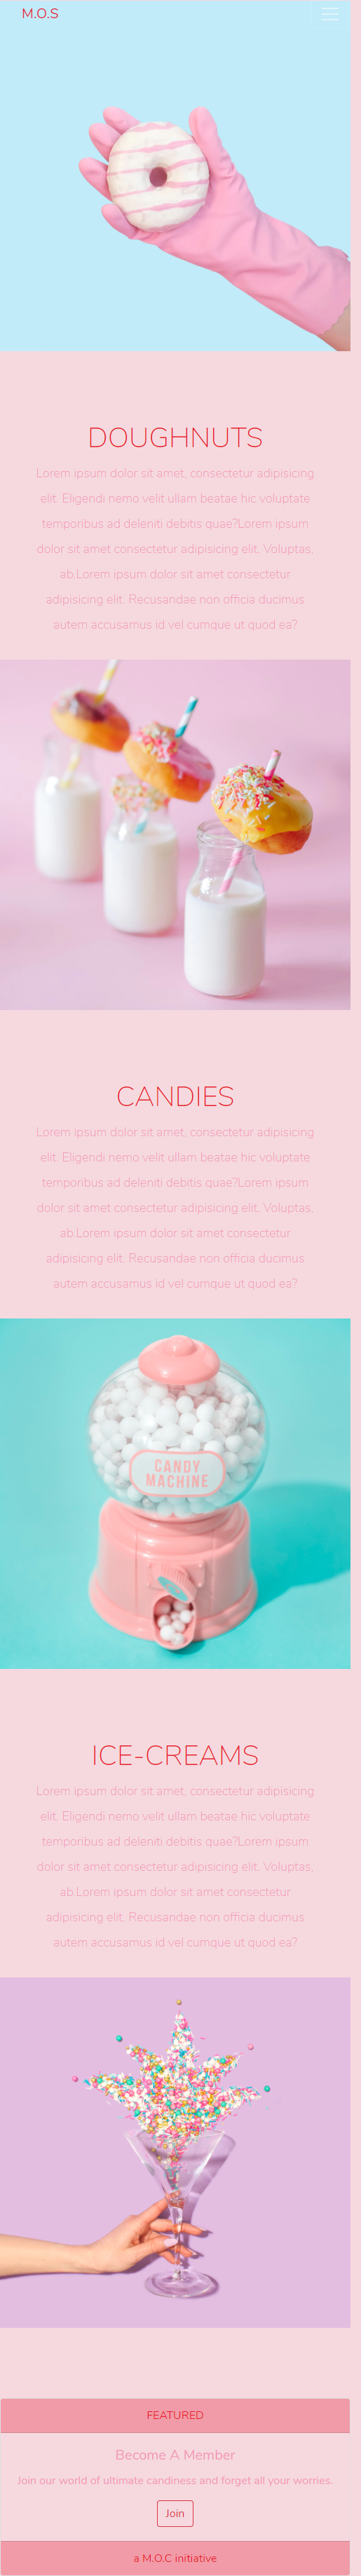 M.O.S
DOUGHNUTS
Lorem ipsum dolor sit amet, consectetur adipisicing
elit. Eligendi nemo velit ullam beatae hic voluptate
temporibus ad deleniti debitis quae?Lorem ipsum
dolor sit amet consectetur adipisicing elit. Voluptas,
ab.Lorem ipsum dolor sit amet consectetur
adipisicing elit. Recusandae non officia ducimus
autem accusamus id vel cumque ut quod ea?
CANDIES
Lorem ipsum dolor sit amet, consectetur adipisicing
elit. Eligendi nemo velit ullam beatae hic voluptate
temporibus ad deleniti debitis quae?Lorem ipsum
dolor sit amet consectetur adipisicing elit. Voluptas,
ab.Lorem ipsum dolor sit amet consectetur
adipisicing elit. Recusandae non officia ducimus
autem accusamus id vel cumque ut quod ea?
CANDY
MACHINE
ICE-CREAMS
Lorem ipsum dolor sit amet, consectetur adipisicing
elit. Eligendi nemo velit ullam beatae hic voluptate
temporibus ad deleniti debitis quae?Lorem ipsum
dolor sit amet consectetur adipisicing elit. Voluptas,
ab.Lorem ipsum dolor sit amet consectetur
adipisicing elit. Recusandae non officia ducimus
autem accusamus id vel cumque ut quod ea?
FEATURED
Become A Member
Join our world of ultimate candiness and forget all your worries.
Join
a M.O.C initiative